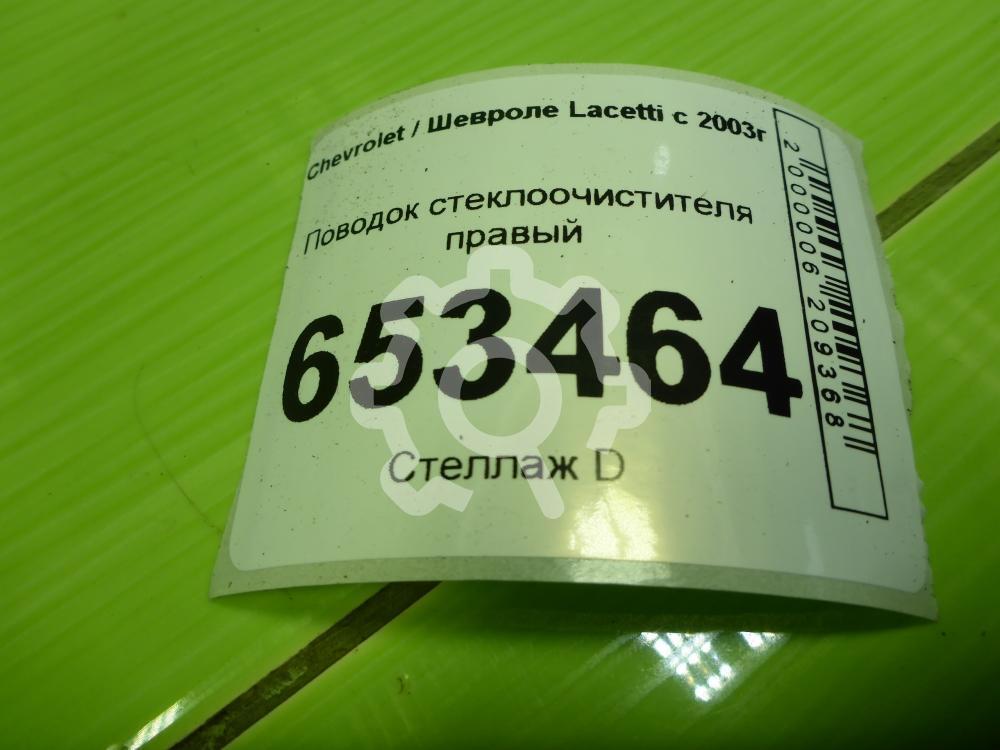 Chevrolet / Шевроле Lacetti с 2003г
Поводок стеклоочистителя
правый
653464
Стеллаж D
2000006209368